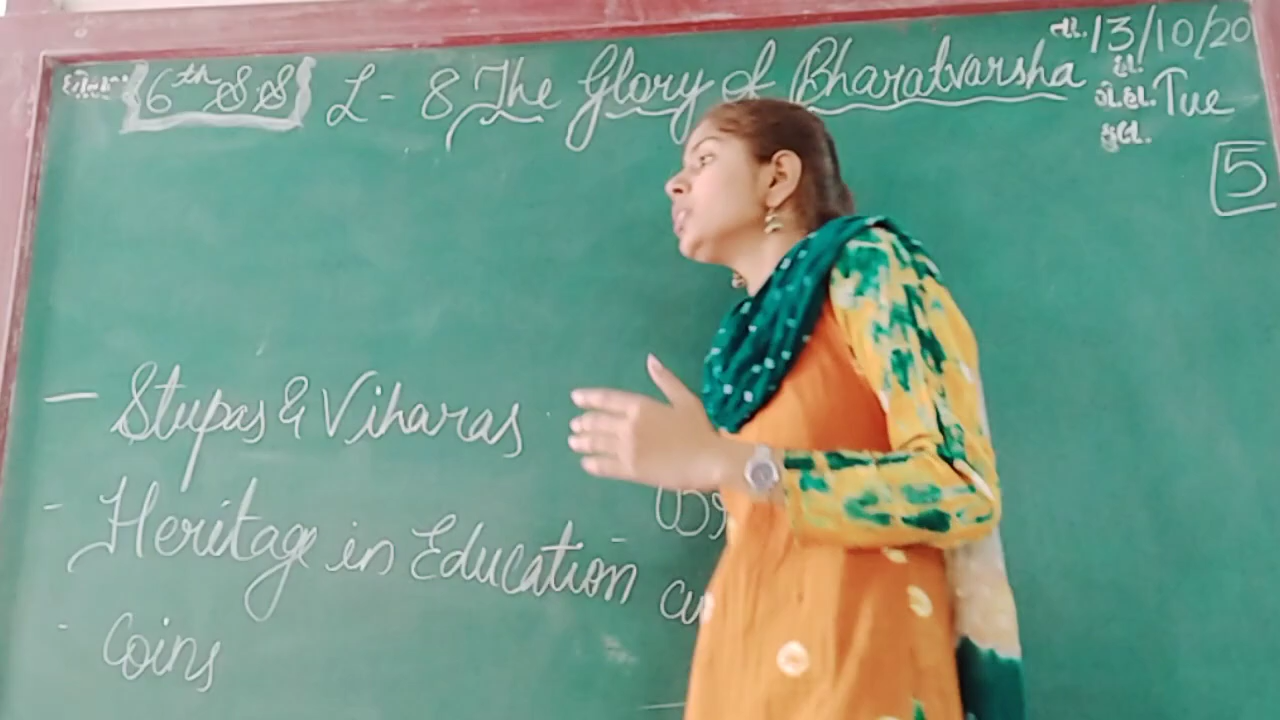 {6th S.S} L - 8 The Glory of Bharatvarsha
તા. 13/10/20
Tue
કુલ.
5
— Stupas & Viharas
- Heritage in Education
- Coins